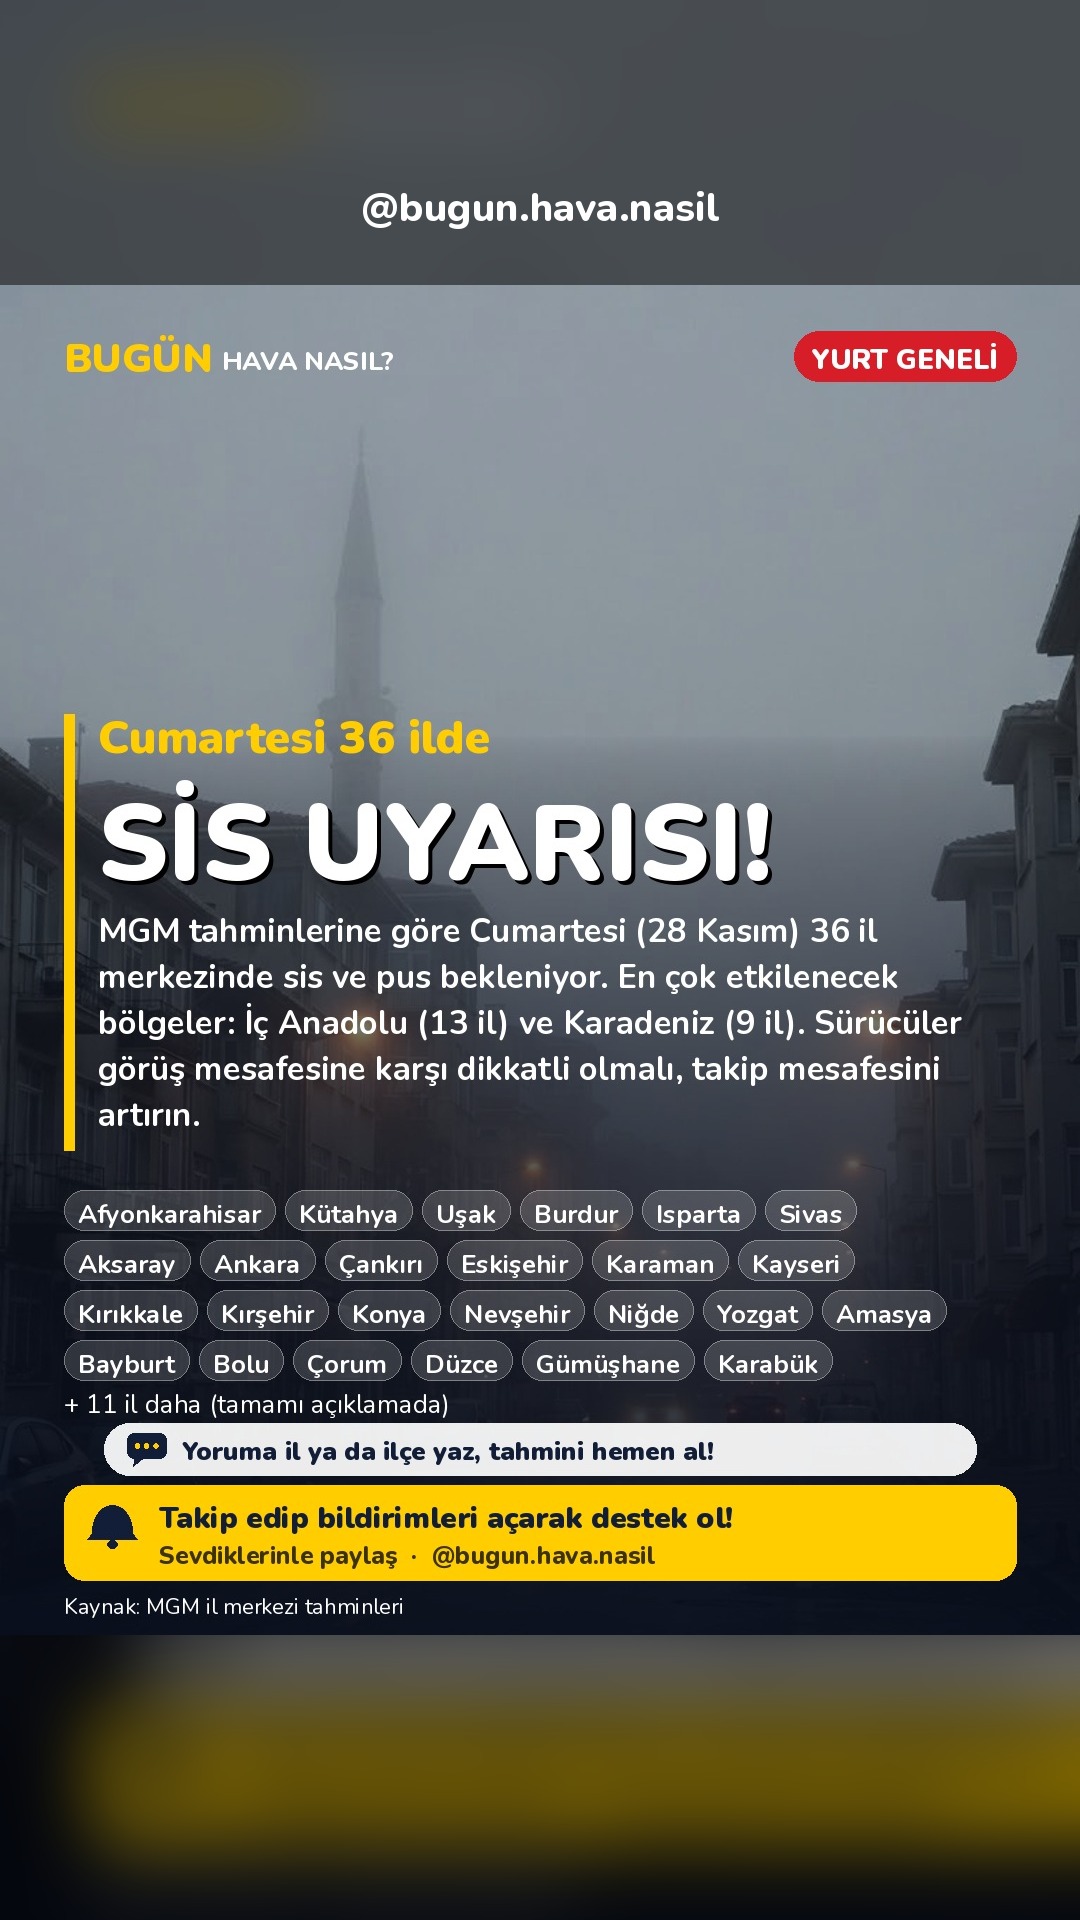 @bugun.hava.nasil
BUGÜN HAVA NASIL?
YURT GENELİ
Cumartesi 36 ilde
SİS UYARISI!
MGM tahminlerine göre Cumartesi (28 Kasım) 36 il
merkezinde sis ve pus bekleniyor. En çok etkilenecek
bölgeler: İç Anadolu (13 il) ve Karadeniz (9 il). Sürücüler
görüş mesafesine karşı dikkatli olmalı, takip mesafesini
artırın.
Afyonkarahisar Kütahya Uşak Burdur Isparta Sivas
Aksaray Ankara Çankırı Eskişehir Karaman Kayseri
Kırıkkale Kırşehir Konya Nevşehir Niğde Yozgat Amasya
Bayburt Bolu Çorum Düzce Gümüşhane Karabük
+ 11 il daha (tamamı açıklamada)
Yoruma il ya da ilçe yaz, tahmini hemen al!
Takip edip bildirimleri açarak destek ol!
Sevdiklerinle paylaş · @bugun.hava.nasil
Kaynak: MGM il merkezi tahminleri